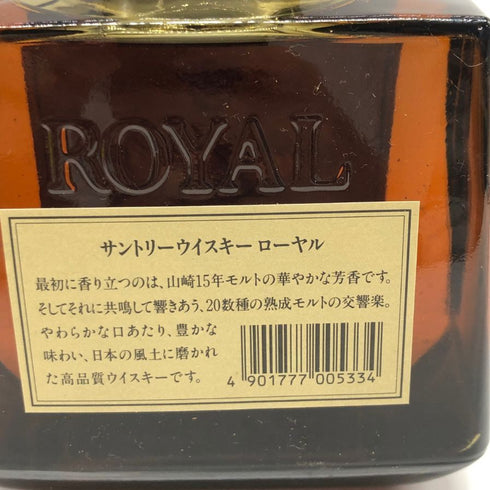 ROYAL
サントリーウイスキー ローヤル
最初に香り立つのは、山崎15年モルトの華やかな芳香です。
そしてそれに共鳴して響きあう、20数種の熟成モルトの交響楽。
やわらかな口あたり、豊かな
味わい、日本の風土に磨かれ
た高品質ウイスキーです。
4 901777 005334